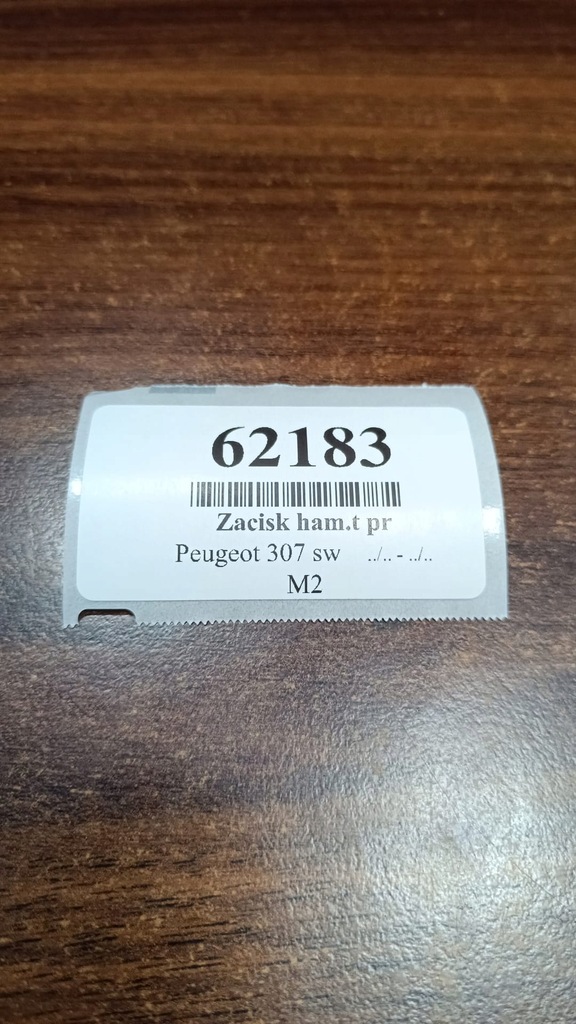 62183
Zacisk ham.t pr
Peugeot 307 sw ../.. - ../..
M2